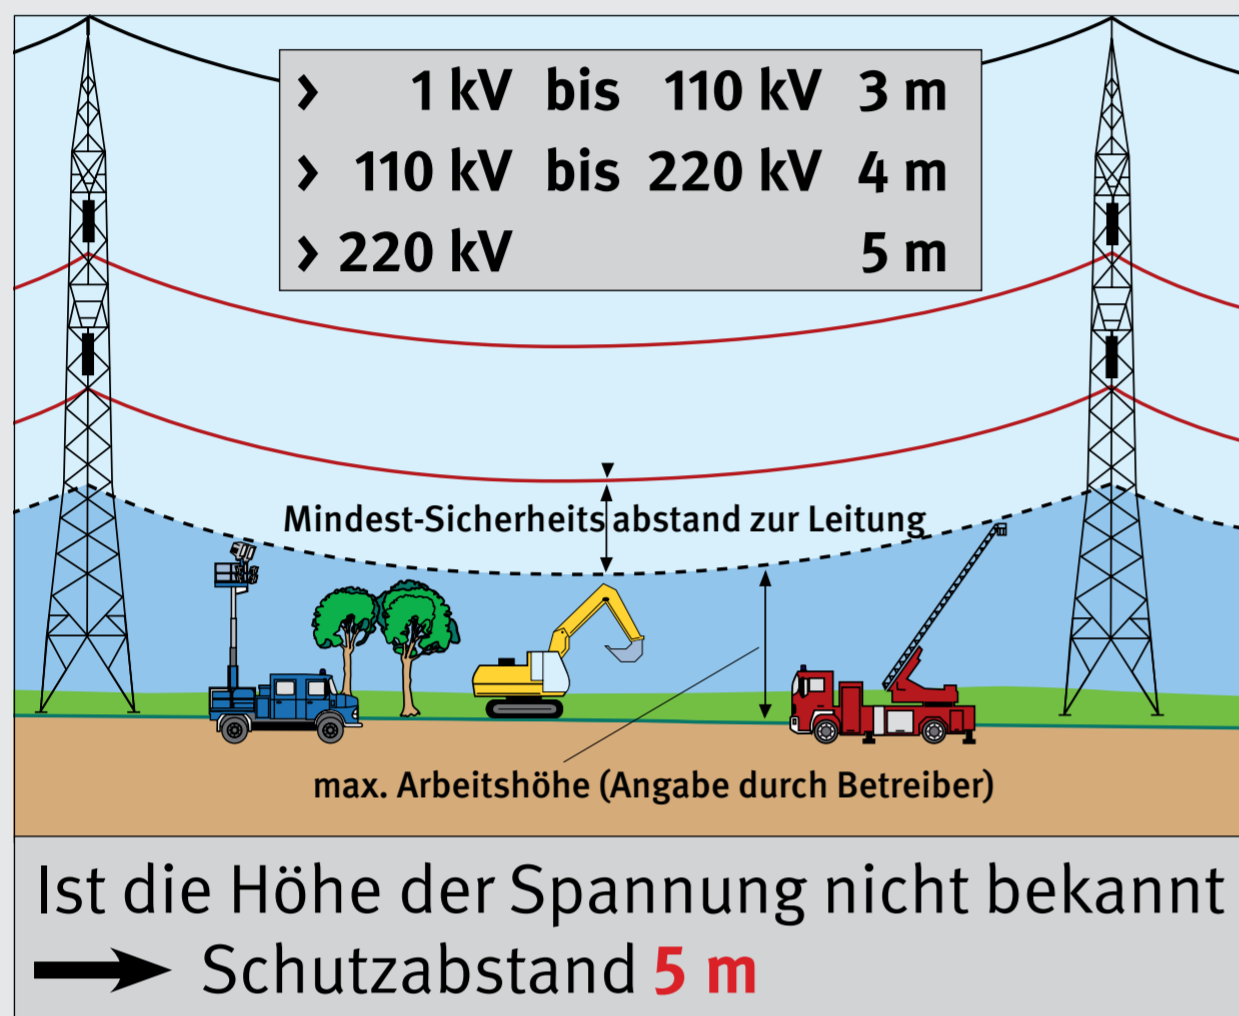 › 1 kV bis 110 kV 3 m
› 110 kV bis 220 kV 4 m
› 220 kV 5 m
Mindest-Sicherheitsabstand zur Leitung
max. Arbeitshöhe (Angabe durch Betreiber)
Ist die Höhe der Spannung nicht bekannt
Schutzabstand 5 m